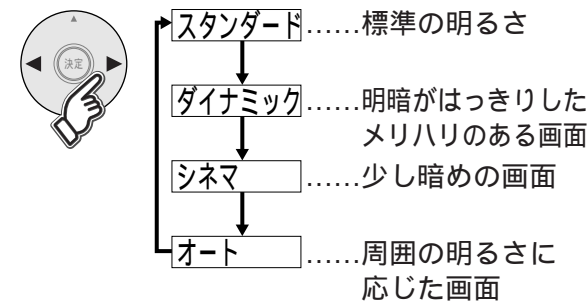 決定
スタンダード……標準の明るさ
ダイナミック……明暗がはっきりした
メリハリのある画面
シネマ……少し暗めの画面
オート……周囲の明るさに
応じた画面